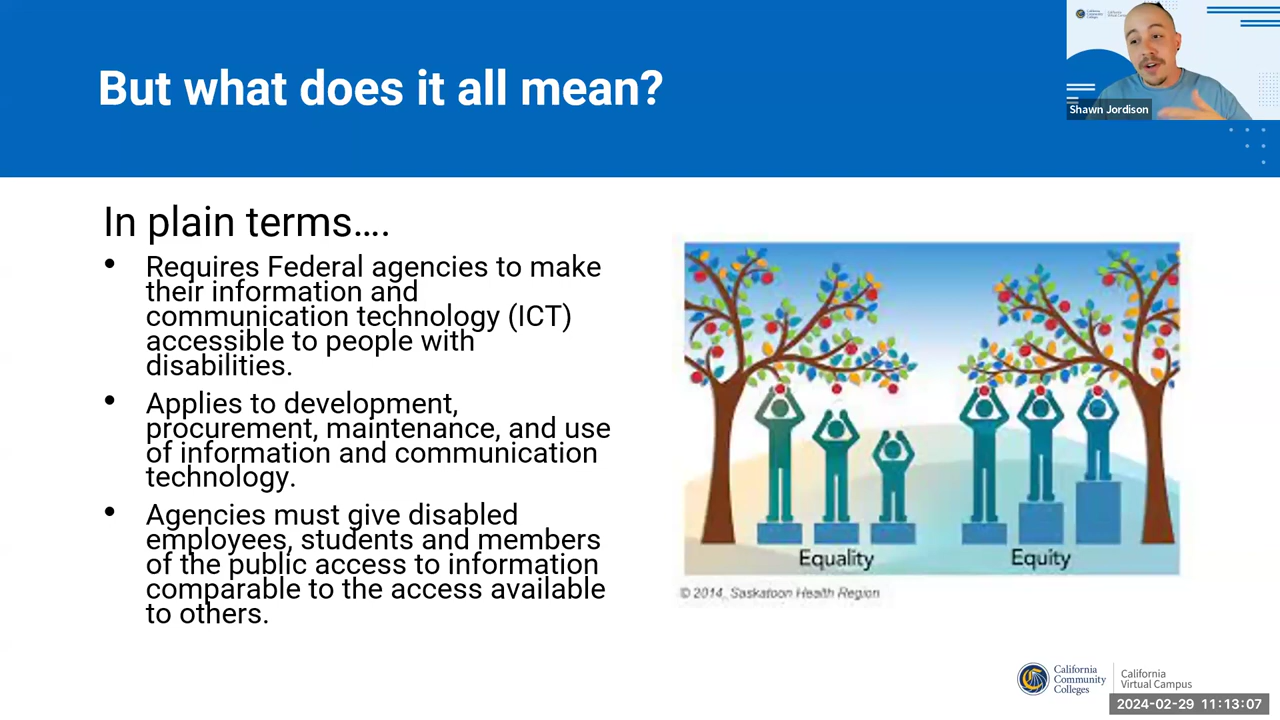 But what does it all mean?
California
Community
Colleges
Shawn Jordison
In plain terms….
• Requires Federal agencies to make
their information and
communication technology (ICT)
accessible to people with
disabilities.
• Applies to development,
procurement, maintenance, and use
of information and communication
technology.
• Agencies must give disabled
employees, students and members
of the public access to information
comparable to the access available
to others.
Equality
Equity
© 2014, Saskatoon Health Region
California
Community
Colleges
California
Virtual Campus
2024-02-29 11:13:07